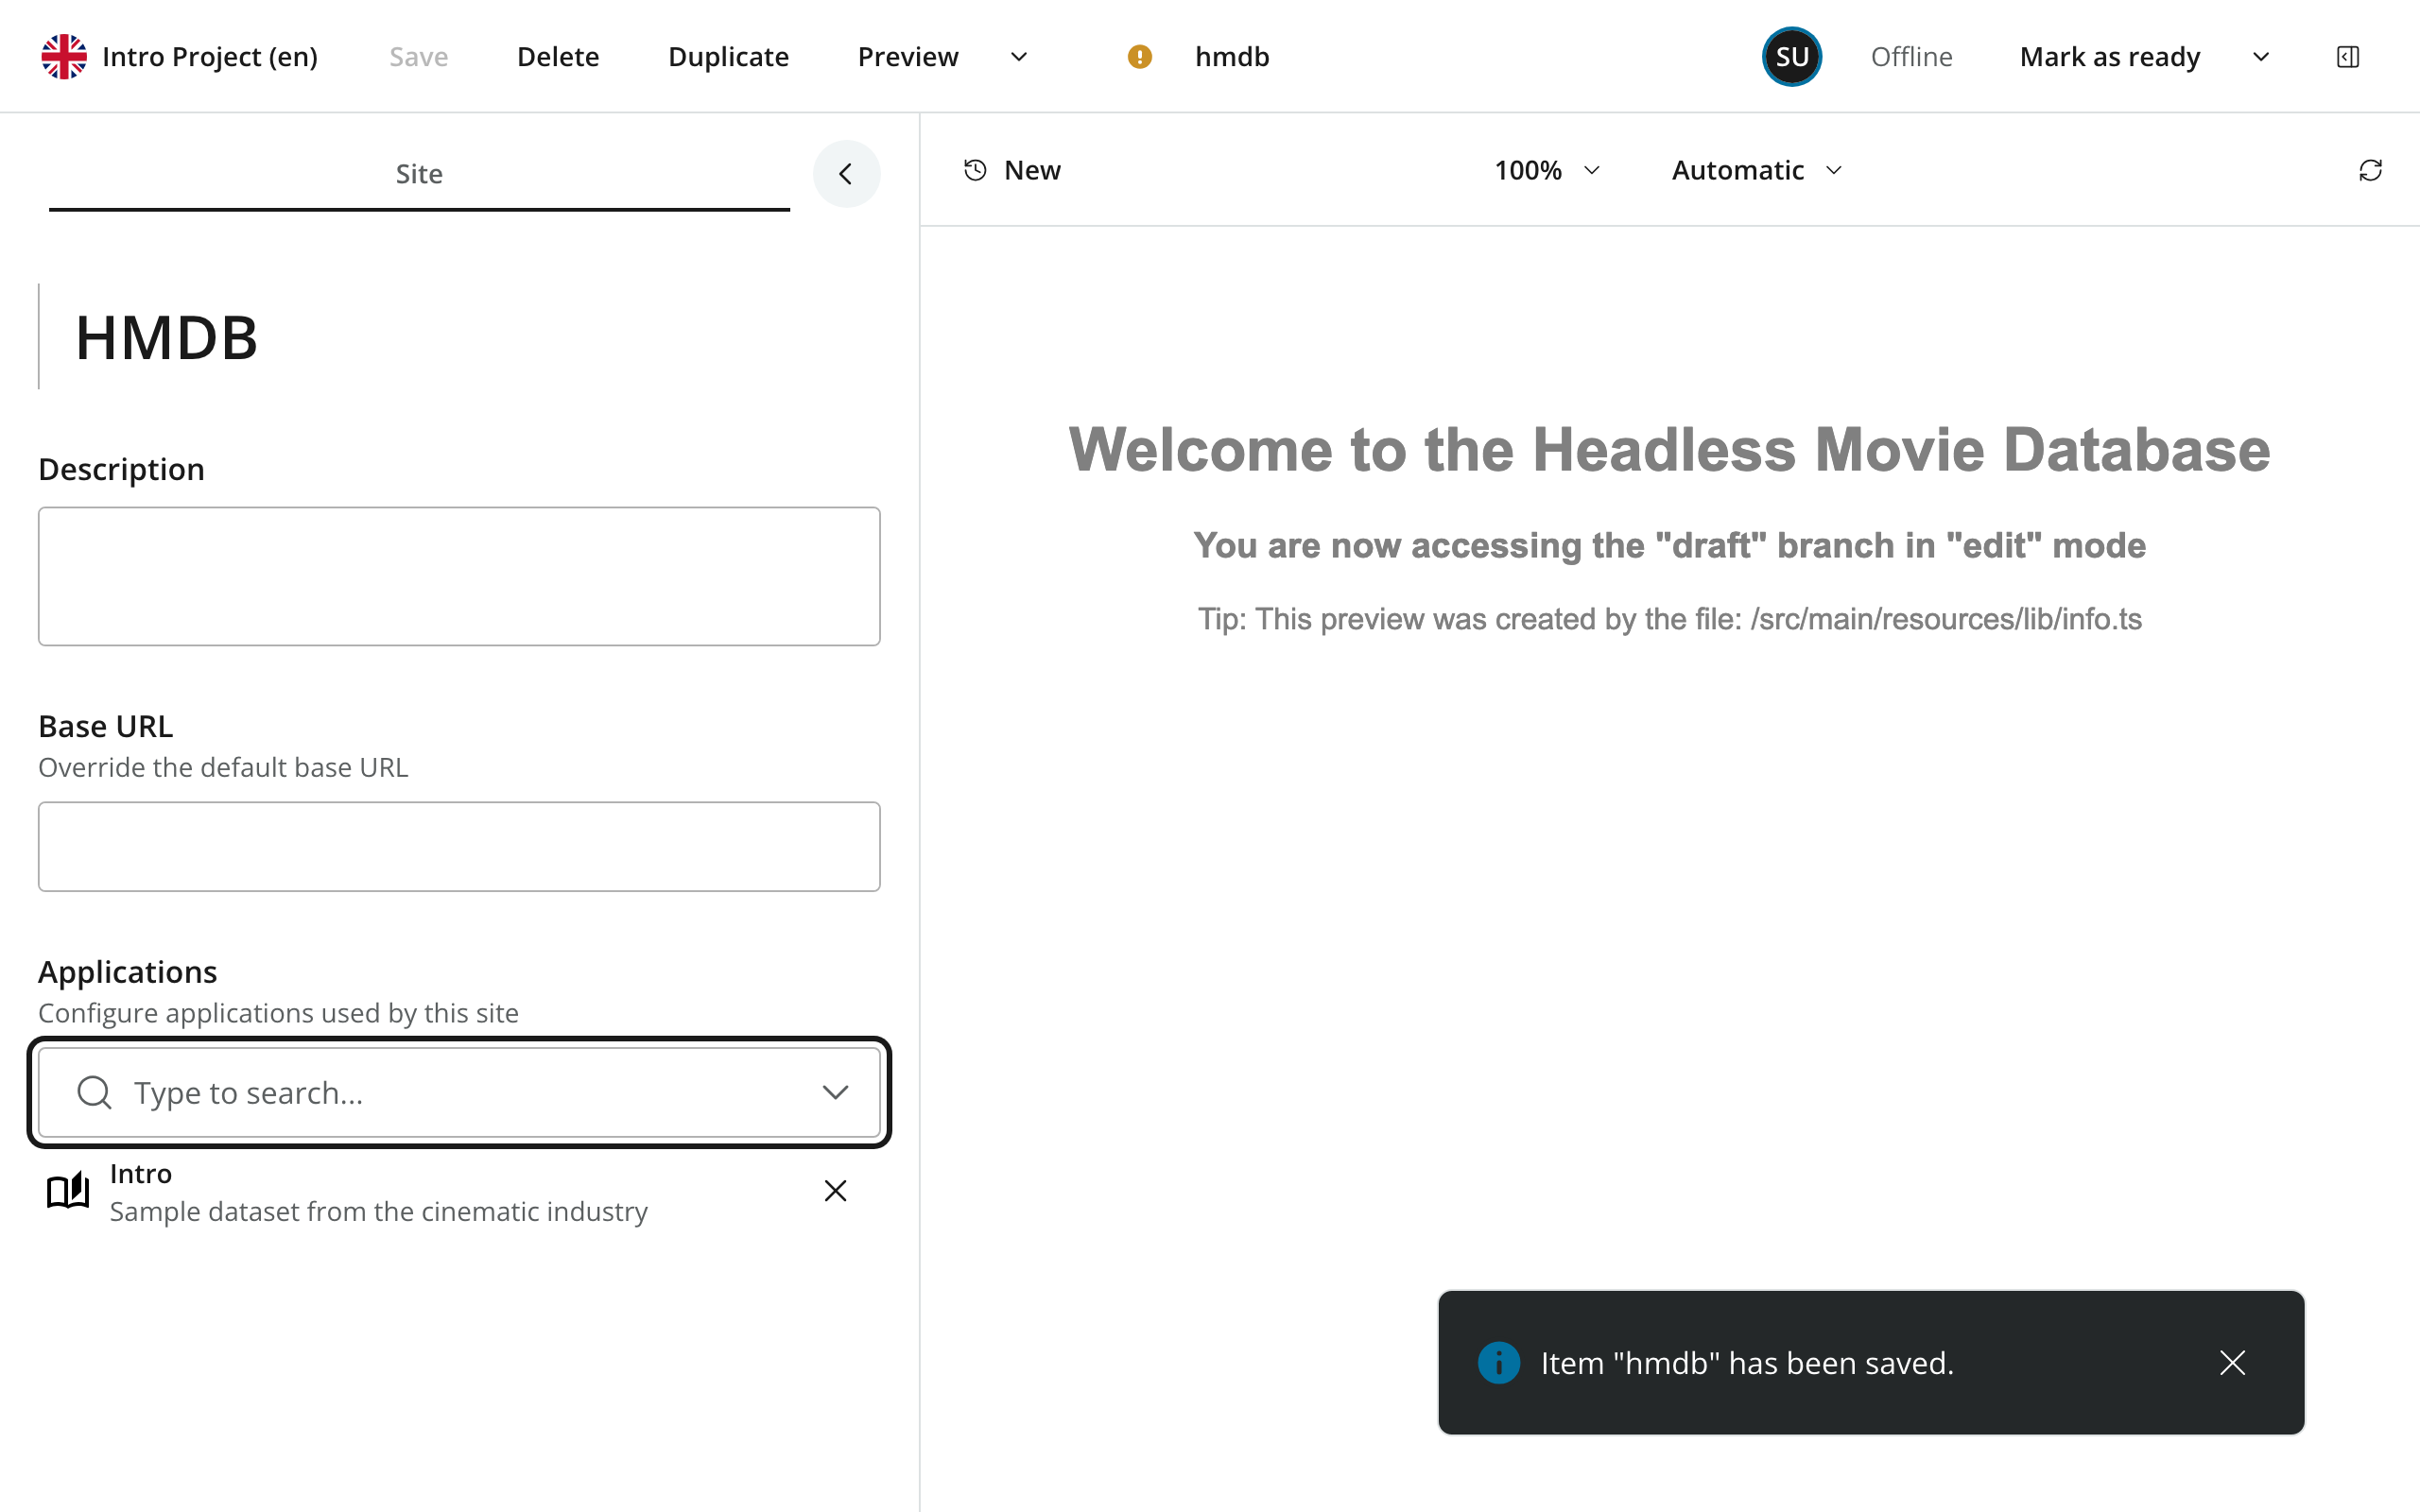 Intro Project (en) Save Delete Duplicate Preview hmdb SU Offline Mark as ready
Site
New 100% Automatic
HMDB
Description
Base URL
Override the default base URL
Applications
Configure applications used by this site
Type to search...
Intro
Sample dataset from the cinematic industry
Welcome to the Headless Movie Database
You are now accessing the "draft" branch in "edit" mode
Tip: This preview was created by the file: /src/main/resources/lib/info.ts
Item "hmdb" has been saved.